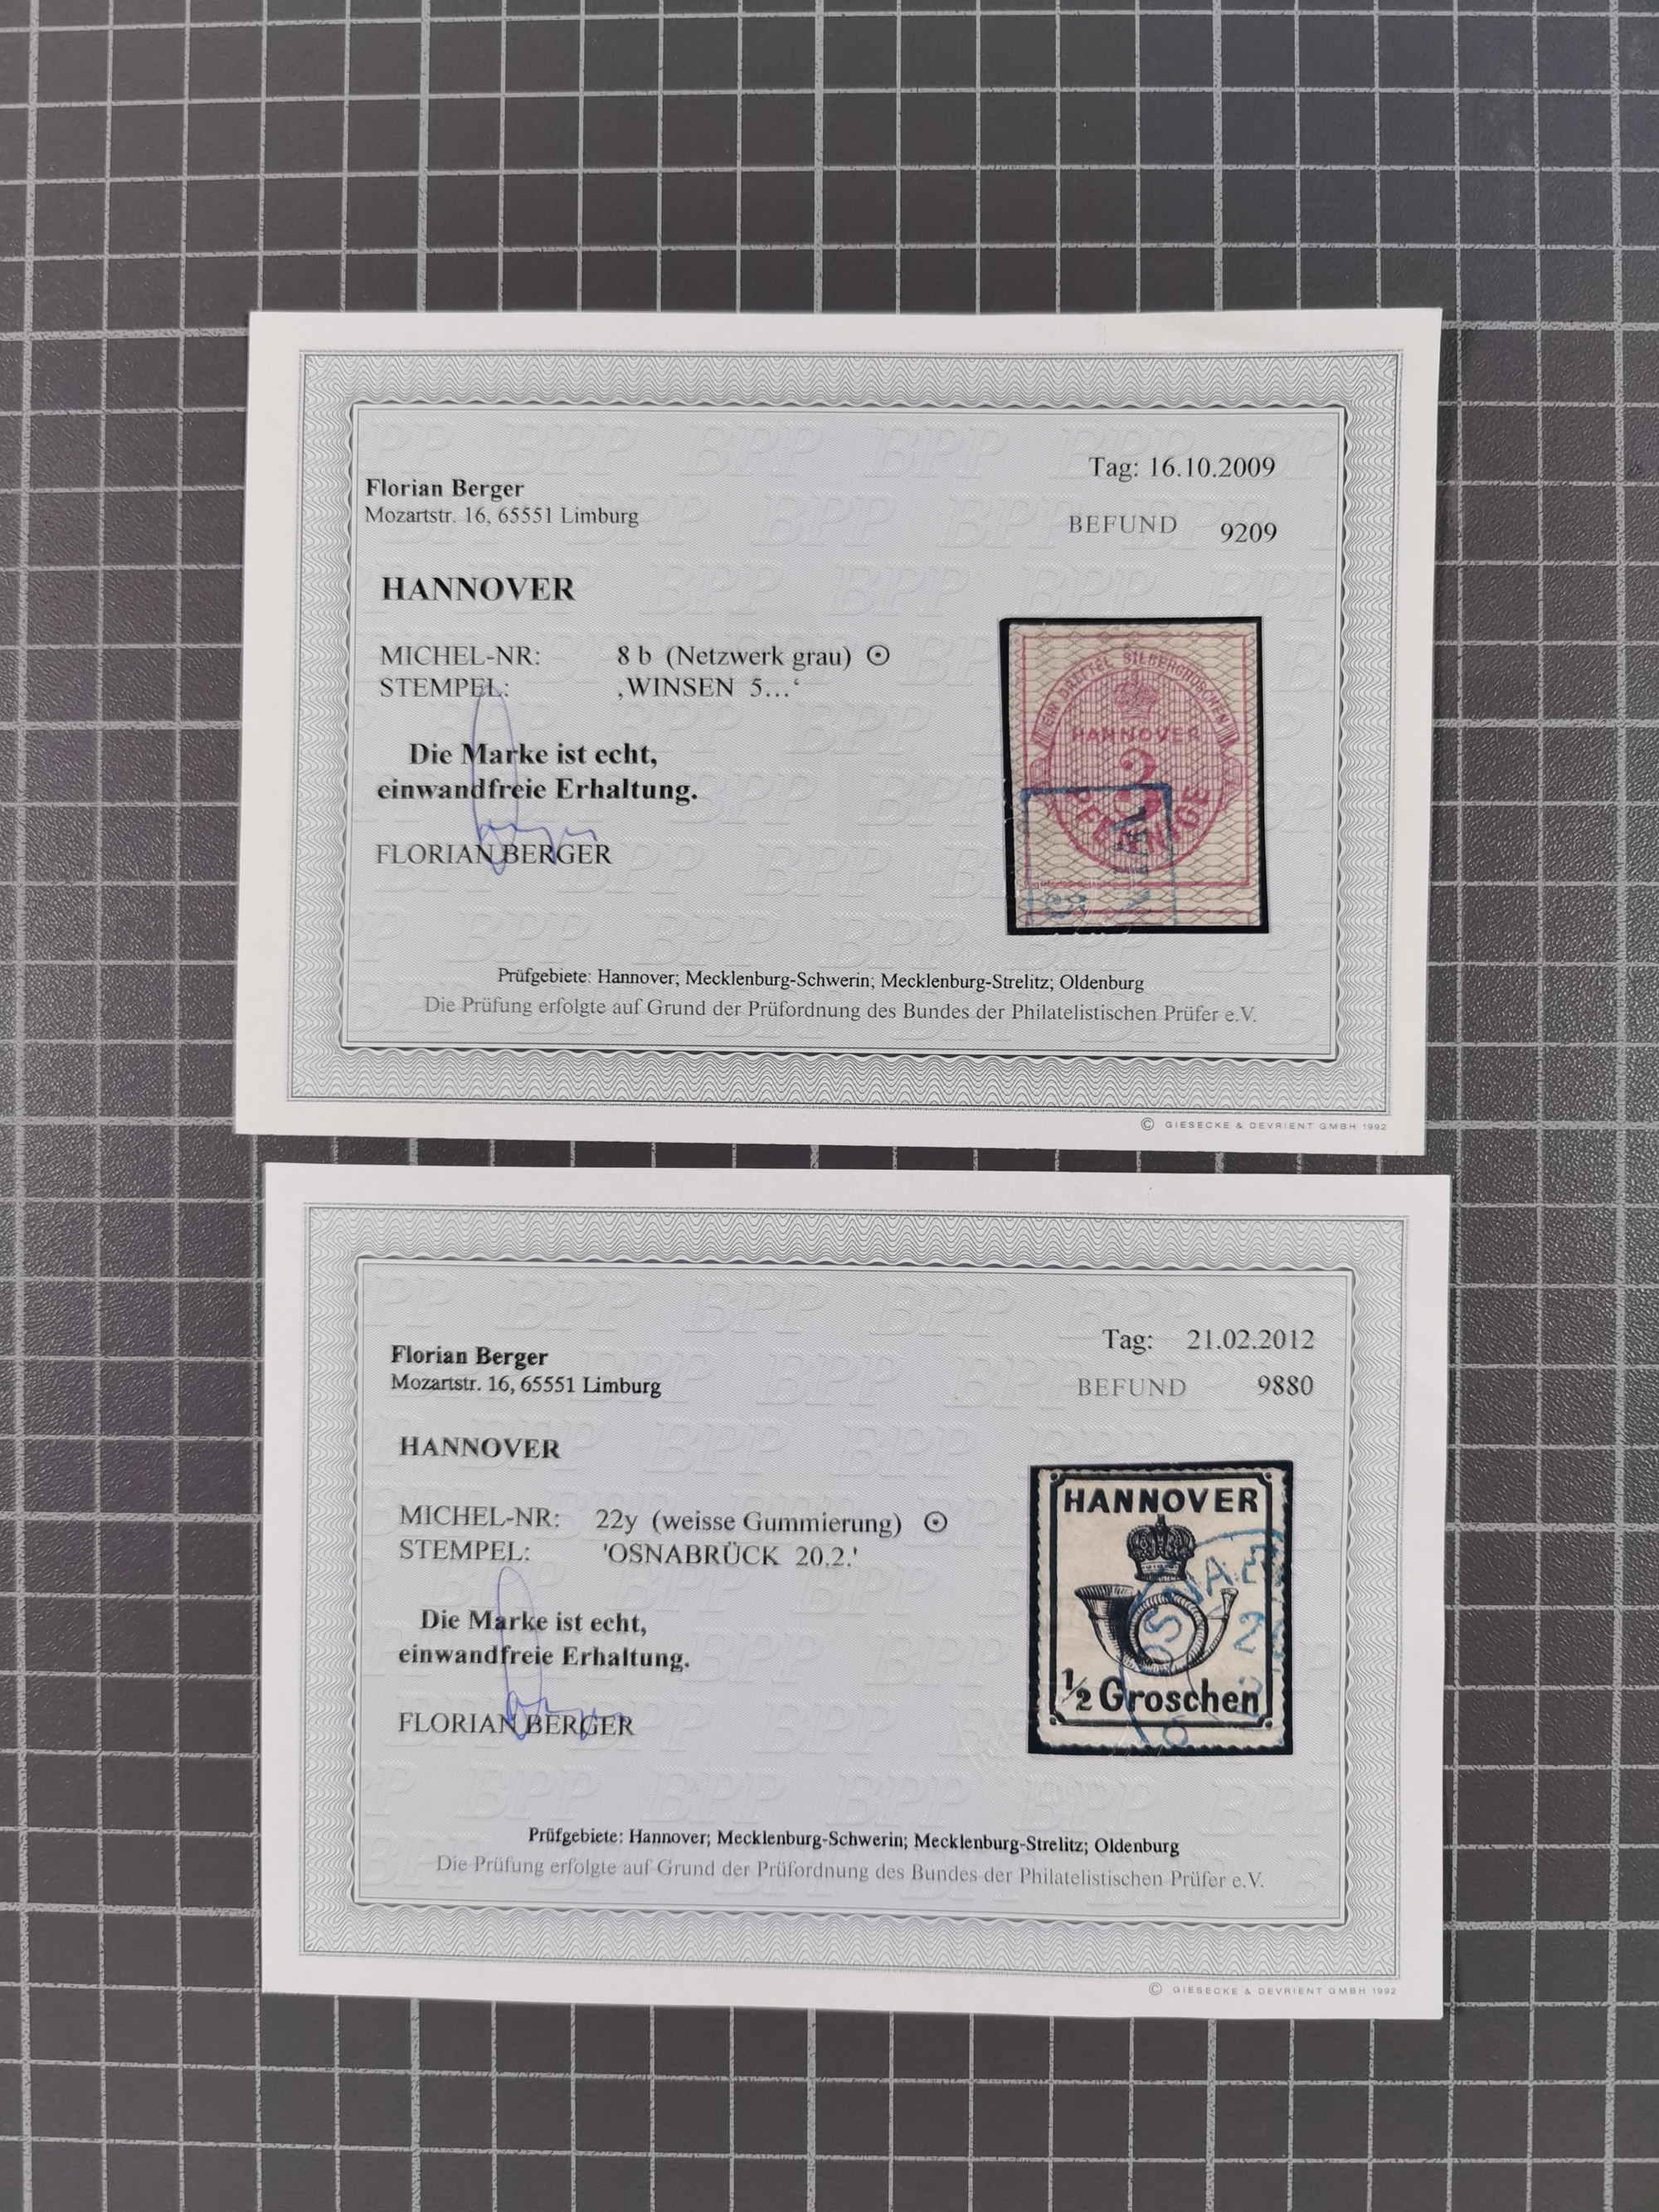 Tag: 16.10.2009
Florian Berger
Mozartstr. 16, 65551 Limburg
BEFUND 9209
HANNOVER
MICHEL-NR: 8 b (Netzwerk grau) ⊙
STEMPEL: ‚WINSEN 5...‘
Die Marke ist echt,
einwandfreie Erhaltung.
FLORIAN BERGER
EIN DRITTEL SILBERGROSCHEN
HANNOVER
3
PFENNIGE
Prüfgebiete: Hannover; Mecklenburg-Schwerin; Mecklenburg-Strelitz; Oldenburg
Die Prüfung erfolgte auf Grund der Prüfordnung des Bundes der Philatelistischen Prüfer e.V.
© GIESECKE & DEVRIENT GMBH 1992
Tag: 21.02.2012
Florian Berger
Mozartstr. 16, 65551 Limburg
BEFUND 9880
HANNOVER
MICHEL-NR: 22y (weisse Gummierung) ⊙
STEMPEL: 'OSNABRÜCK 20.2.'
Die Marke ist echt,
einwandfreie Erhaltung.
FLORIAN BERGER
HANNOVER
OSNAB
2
1/2 Groschen
Prüfgebiete: Hannover; Mecklenburg-Schwerin; Mecklenburg-Strelitz; Oldenburg
Die Prüfung erfolgte auf Grund der Prüfordnung des Bundes der Philatelistischen Prüfer e.V.
© GIESECKE & DEVRIENT GMBH 1992